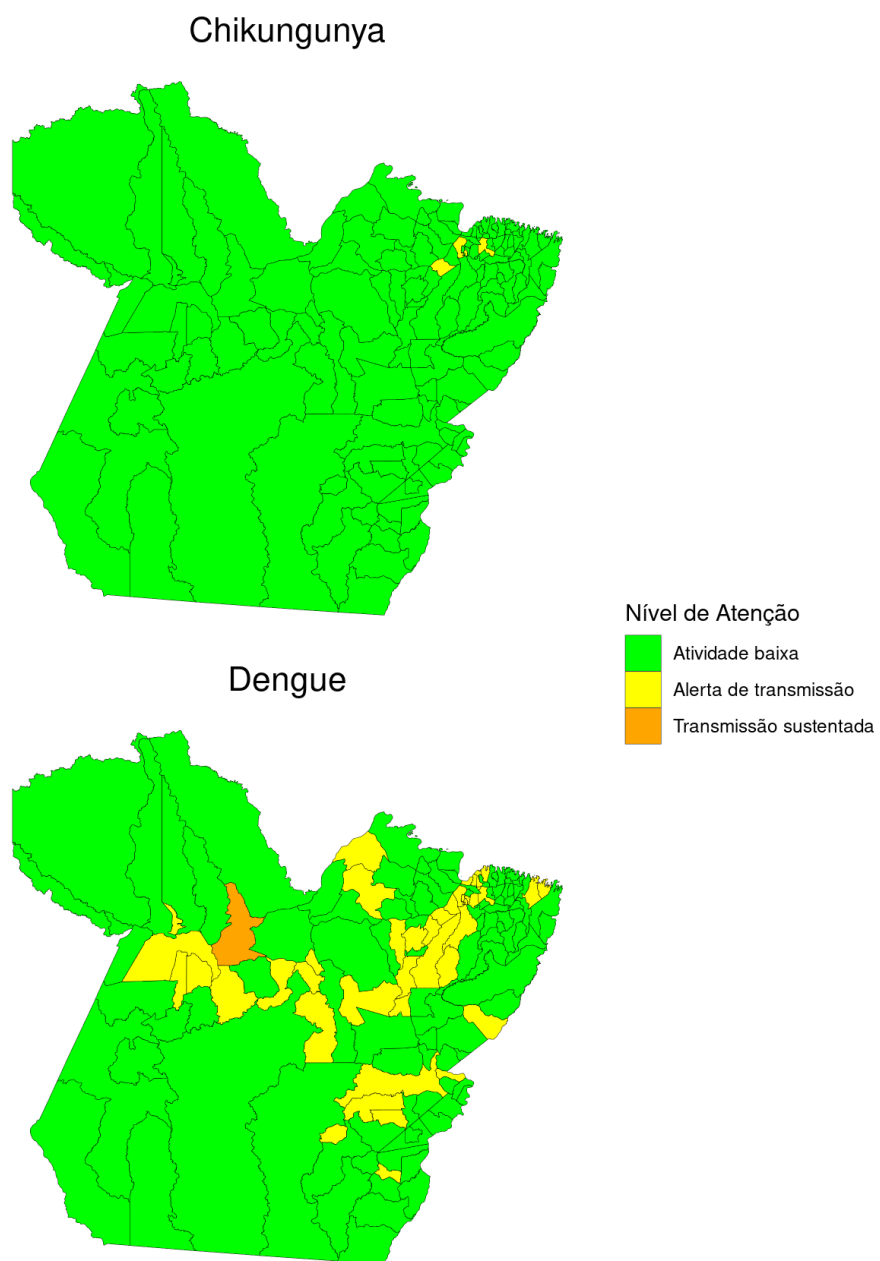 Chikungunya
Nível de Atenção
Atividade baixa
Alerta de transmissão
Transmissão sustentada
Dengue